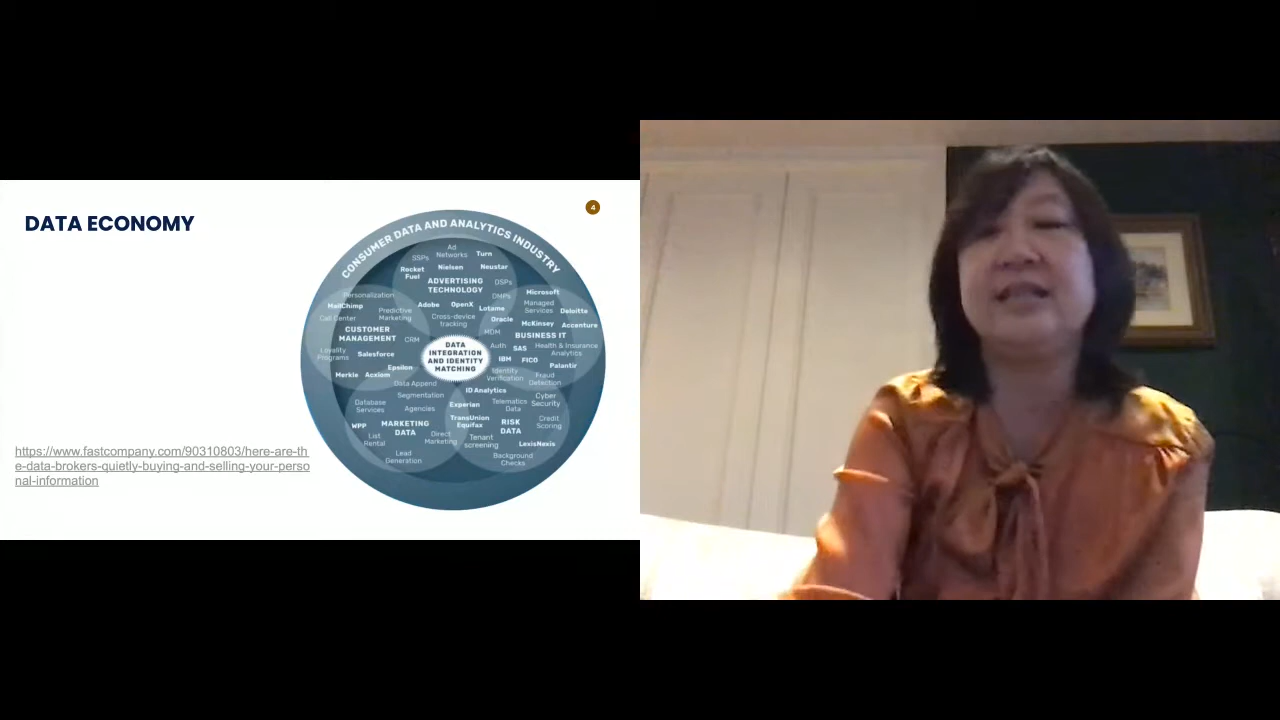 DATA ECONOMY
4
https://www.fastcompany.com/90310803/here-are-th
e-data-brokers-quietly-buying-and-selling-your-perso
nal-information
CONSUMER DATA AND ANALYTICS INDUSTRY
SSPs
Ad
Networks
Turn
Rocket
Fuel
Nielsen
Neustar
ADVERTISING
TECHNOLOGY
DSPs
DMPs
Adobe
OpenX
Lotame
Cross-device
tracking
Oracle
MDM
Personalization
MailChimp
Predictive
Marketing
Call Center
CUSTOMER
MANAGEMENT
CRM
Loyalty
Programs
Salesforce
Epsilon
Merkle
Acxiom
Microsoft
Managed
Services
Deloitte
McKinsey
Accenture
BUSINESS IT
Auth
SAS
Health & Insurance
Analytics
IBM
FICO
Palantir
Identity
Verification
Fraud
Detection
DATA
INTEGRATION
AND IDENTITY
MATCHING
Data Append
Segmentation
Database
Services
Agencies
WPP
MARKETING
DATA
List
Rental
Direct
Marketing
Lead
Generation
ID Analytics
Experian
Telematics
Data
Cyber
Security
TransUnion
Equifax
RISK
DATA
Credit
Scoring
Tenant
screening
LexisNexis
Background
Checks